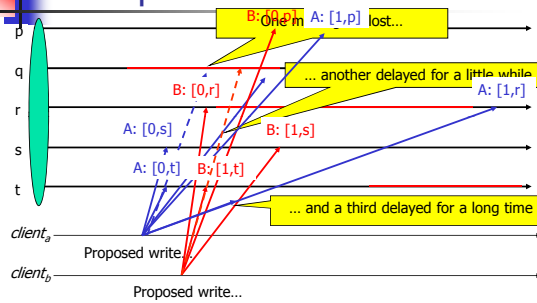 One m lost…
B: [0,p]
A: [1,p]
p
q
… another delayed for a little while
B: [0,r]
A: [1,r]
r
A: [0,s]
B: [1,s]
s
A: [0,t]
B: [1,t]
t
… and a third delayed for a long time
client_a
Proposed write…
client_b
Proposed write…